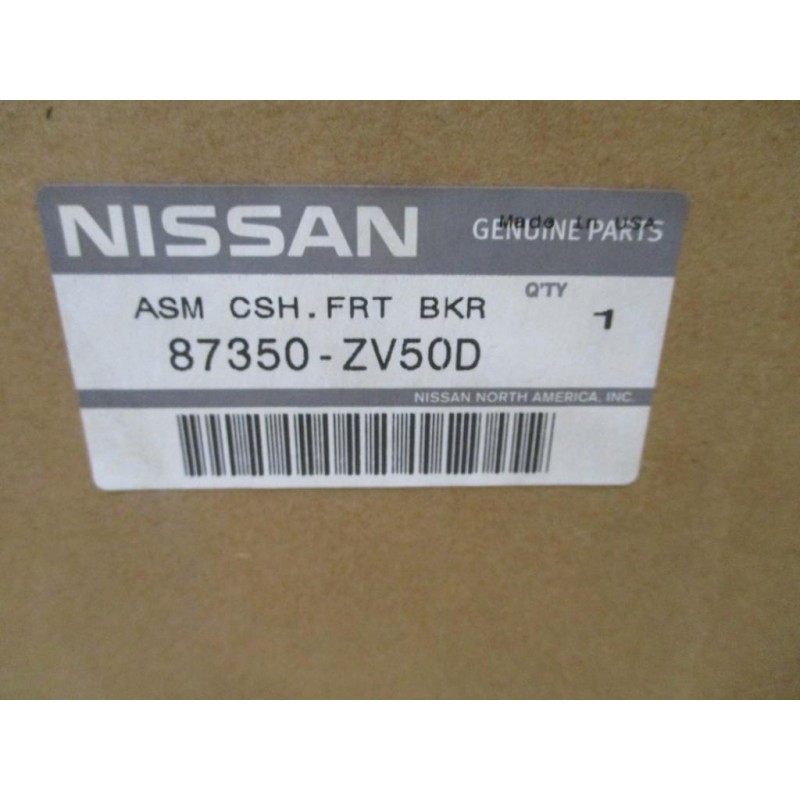 NISSAN
Made in USA
GENUINE PARTS
ASM CSH.FRT BKR
Q'TY
1
87350-ZV50D
NISSAN NORTH AMERICA, INC.